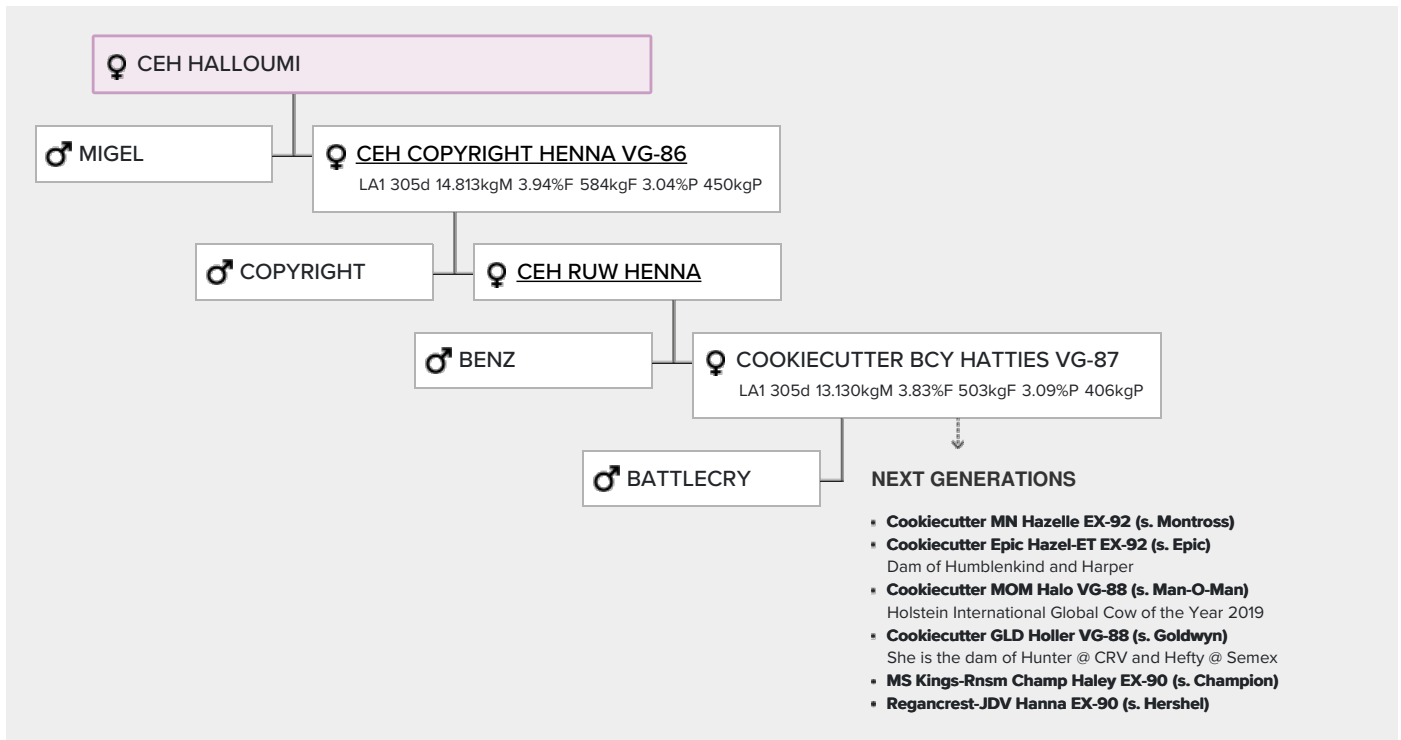 CEH HALLOUMI
MIGEL
CEH COPYRIGHT HENNA VG-86
LA1 305d 14.813kgM 3.94%F 584kgF 3.04%P 450kgP
COPYRIGHT
CEH RUW HENNA
BENZ
COOKIECUTTER BCY HATTIES VG-87
LA1 305d 13.130kgM 3.83%F 503kgF 3.09%P 406kgP
BATTLECRY
NEXT GENERATIONS
Cookiecutter MN Hazelle EX-92 (s. Montross)
Cookiecutter Epic Hazel-ET EX-92 (s. Epic)
Dam of Humblenkind and Harper
Cookiecutter MOM Halo VG-88 (s. Man-O-Man)
Holstein International Global Cow of the Year 2019
Cookiecutter GLD Holler VG-88 (s. Goldwyn)
She is the dam of Hunter @ CRV and Hefty @ Semex
MS Kings-Rnsm Champ Haley EX-90 (s. Champion)
Regancrest-JDV Hanna EX-90 (s. Hershel)